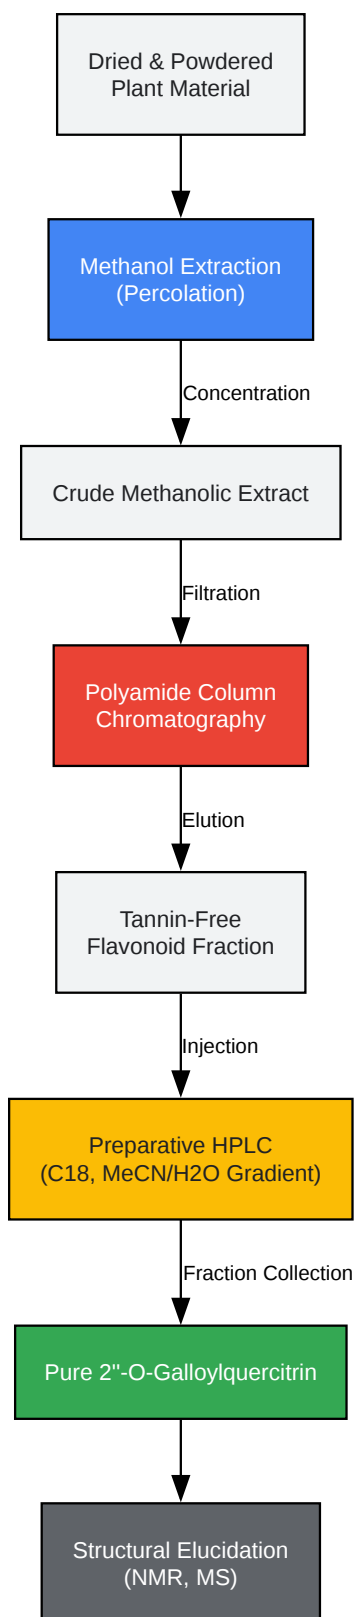 Dried & Powdered
Plant Material
Methanol Extraction
(Percolation)
Concentration
Crude Methanolic Extract
Filtration
Polyamide Column
Chromatography
Elution
Tannin-Free
Flavonoid Fraction
Injection
Preparative HPLC
(C18, MeCN/H2O Gradient)
Fraction Collection
Pure 2"-O-Galloylquercitrin
Structural Elucidation
(NMR, MS)